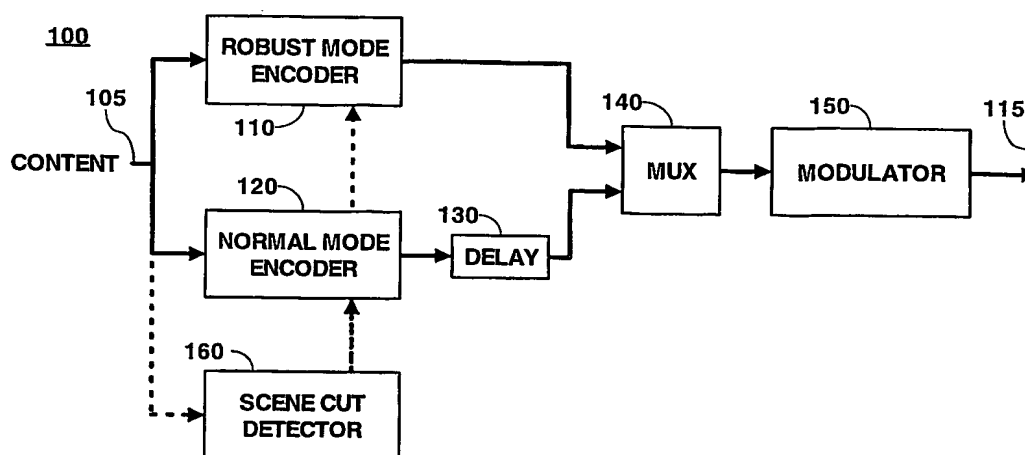 100
ROBUST MODE
ENCODER
105
110
140
150
115
CONTENT
MUX
MODULATOR
120
130
NORMAL MODE
ENCODER
DELAY
160
SCENE CUT
DETECTOR